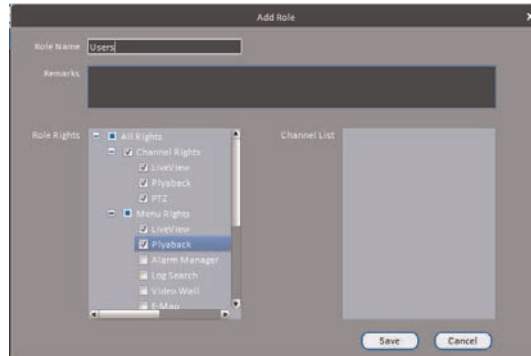 Add Role
x
Role Name Users
Remarks
Role Rights
All Rights
Channel Rights
LiveView
Plyaback
PTZ
Menu Rights
LiveView
Plyaback
Alarm Manager
Log Search
Video Wall
E-Map
Channel List
Save Cancel